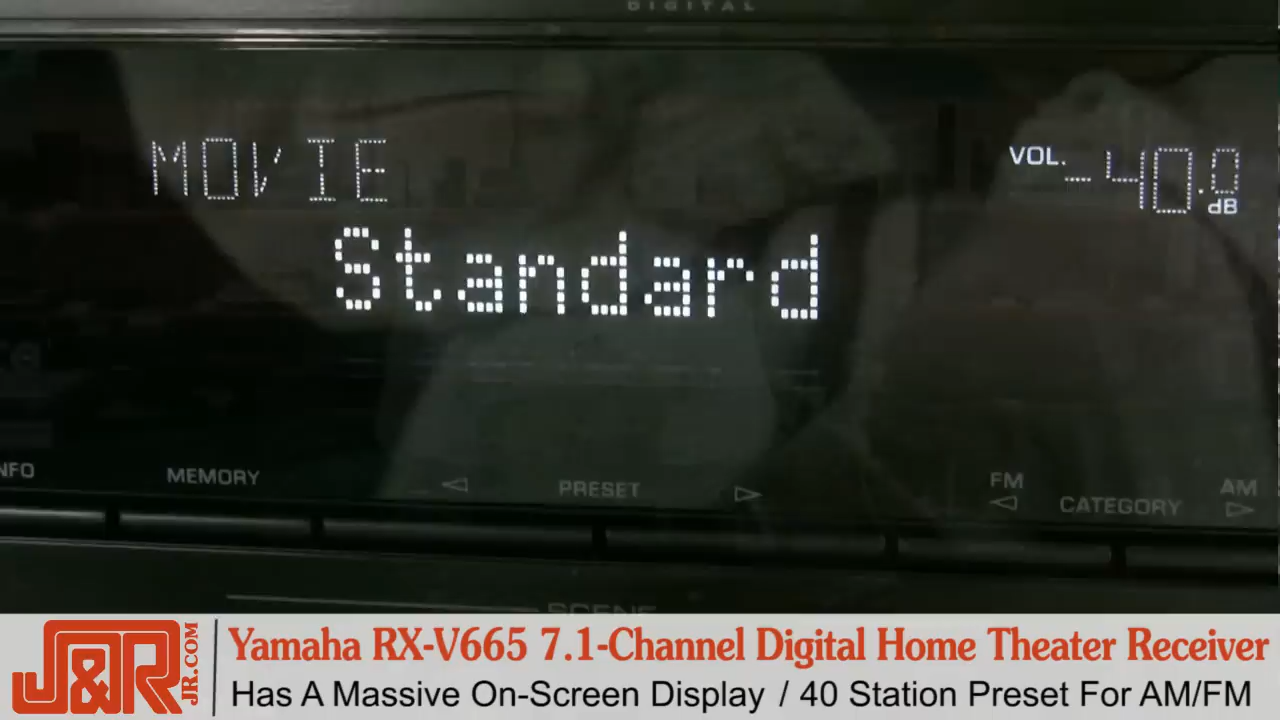 DIGITAL
MOVIE
VOL. -40.0 dB
Standard
MEMORY
PRESET
FM
AM
CATEGORY
SCENE
J&R JR.COM
Yamaha RX-V665 7.1-Channel Digital Home Theater Receiver
Has A Massive On-Screen Display / 40 Station Preset For AM/FM